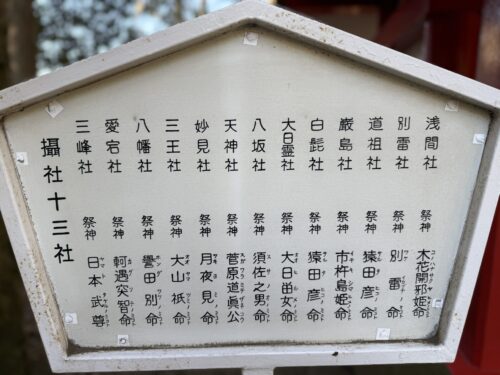 浅間社 祭神 木花開邪姫命
別雷社 祭神 別雷命
道祖社 祭神 猿田彦命
巌島社 祭神 市杵島姫命
白髭社 祭神 猿田彦命
大日霊社 祭神 大日毌女命
八坂社 祭神 須佐之男命
天神社 祭神 菅原道眞公
妙見社 祭神 月夜見命
三王社 祭神 大山祇命
八幡社 祭神 誉田別命
愛宕社 祭神 軻遇突智命
三峰社 祭神 日本武尊
攝社十三社